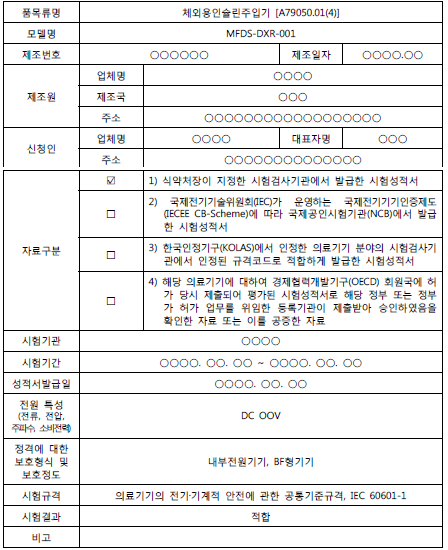 품목류명 체외용인슐린주입기 [A79050.01(4)]
모델명 MFDS-DXR-001
제조번호 ○○○○○○ 제조일자 ○○○○.○○
제조원 업체명 ○○○○
제조국 ○○○
주소 ○○○○○○○○○○○○○○○○○○
신청인 업체명 ○○○○ 대표자명 ○○○
주소 ○○○○○○○○○○○○○○
자료구분
☑ 1) 식약처장이 지정한 시험검사기관에서 발급한 시험성적서
☐ 2) 국제전기기술위원회(IEC)가 운영하는 국제전기기기인증제도
(IECEE CB-Scheme)에 따라 국제공인시험기관(NCB)에서 발급
한 시험성적서
☐ 3) 한국인정기구(KOLAS)에서 인정한 의료기기 분야의 시험검사기
관에서 인정된 규격코드로 적합하게 발급한 시험성적서
☐ 4) 해당 의료기기에 대하여 경제협력개발기구(OECD) 회원국에 허
가 당시 제출되어 평가된 시험성적서로 해당 정부 또는 정부
가 허가 업무를 위임한 등록기관이 제출받아 승인하였음을
확인한 자료 또는 이를 공증한 자료
시험기관 ○○○○
시험기간 ○○○○. ○○. ○○ ~ ○○○○. ○○. ○○
성적서발급일 ○○○○. ○○. ○○
전원 특성
(전류, 전압,
주파수, 소비전력)
DC OOV
정격에 대한
보호형식 및
보호정도
내부전원기기, BF형기기
시험규격 의료기기의 전기·기계적 안전에 관한 공통기준규격, IEC 60601-1
시험결과 적합
비고